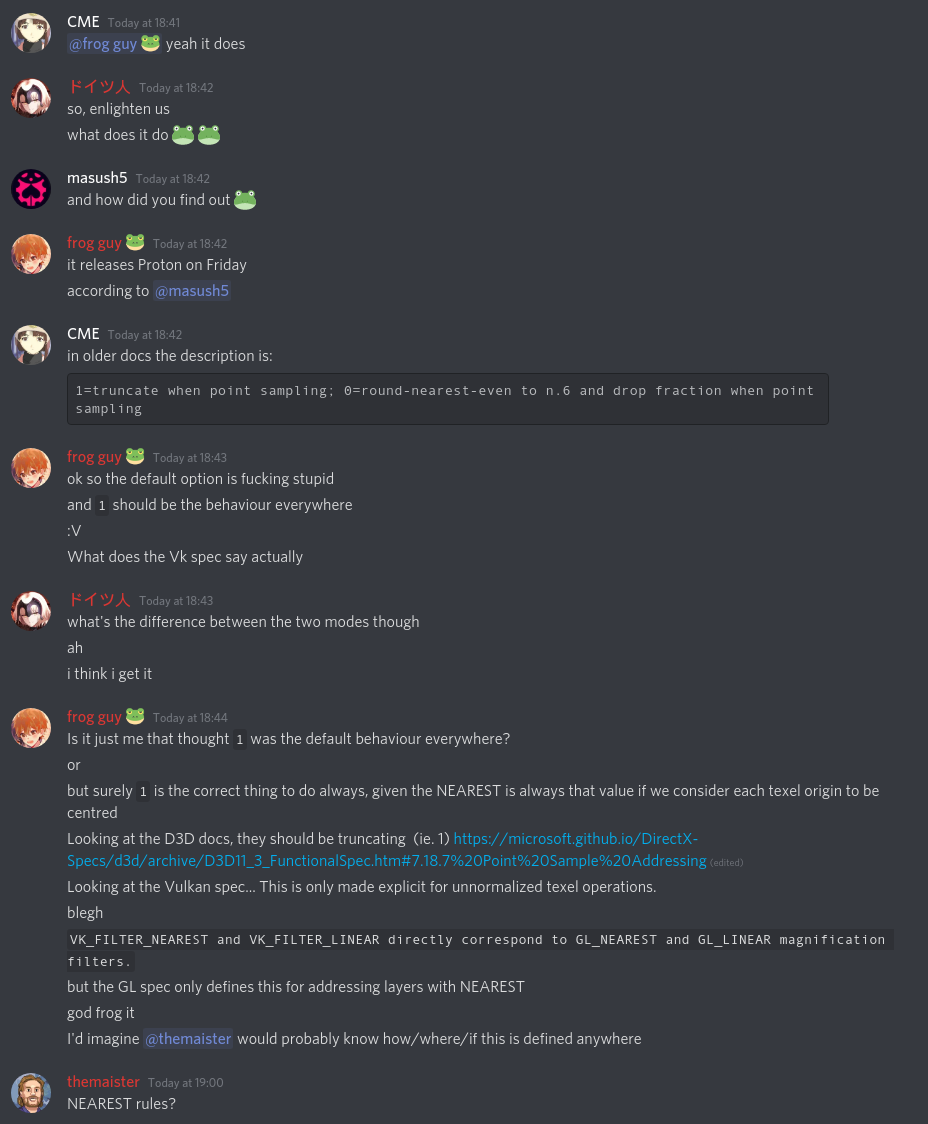 CME Today at 18:41
@frog guy 🐸 yeah it does
ドイツ人 Today at 18:42
so, enlighten us
what does it do 🐸 🐸
masush5 Today at 18:42
and how did you find out 🐸
frog guy 🐸 Today at 18:42
it releases Proton on Friday
according to @masush5
CME Today at 18:42
in older docs the description is:
1=truncate when point sampling; 0=round-nearest-even to n.6 and drop fraction when point
sampling
frog guy 🐸 Today at 18:43
ok so the default option is fucking stupid
and 1 should be the behaviour everywhere
:V
What does the Vk spec say actually
ドイツ人 Today at 18:43
what's the difference between the two modes though
ah
i think i get it
frog guy 🐸 Today at 18:44
Is it just me that thought 1 was the default behaviour everywhere?
or
but surely 1 is the correct thing to do always, given the NEAREST is always that value if we consider each texel origin to be
centred
Looking at the D3D docs, they should be truncating (ie. 1) https://microsoft.github.io/DirectX-
Specs/d3d/archive/D3D11_3_FunctionalSpec.htm#7.18.7%20Point%20Sample%20Addressing (edited)
Looking at the Vulkan spec... This is only made explicit for unnormalized texel operations.
blegh
VK_FILTER_NEAREST and VK_FILTER_LINEAR directly correspond to GL_NEAREST and GL_LINEAR magnification
filters.
but the GL spec only defines this for addressing layers with NEAREST
god frog it
I'd imagine @themaister would probably know how/where/if this is defined anywhere
themaister Today at 19:00
NEAREST rules?